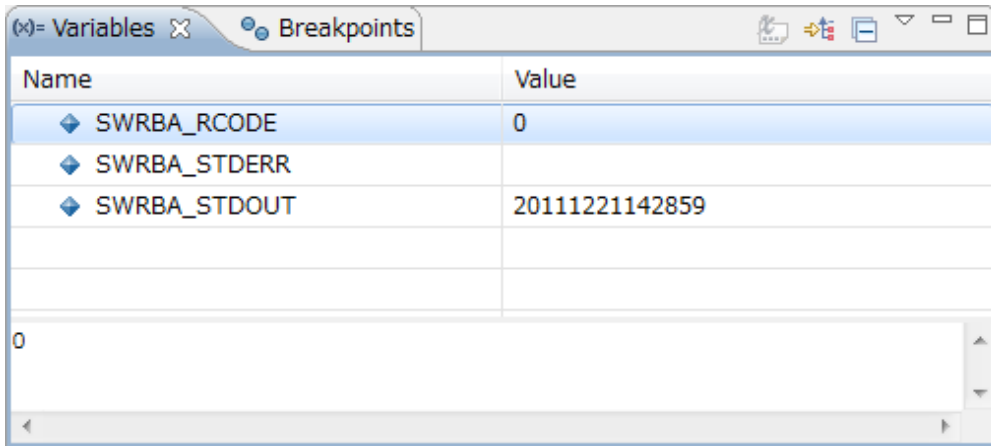 (x)= Variables Breakpoints
Name Value
SWRBA_RCODE 0
SWRBA_STDERR
SWRBA_STDOUT 20111221142859
0